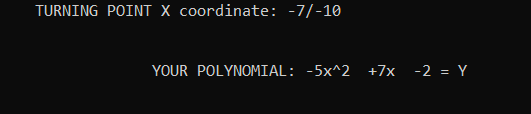 TURNING POINT X coordinate: -7/-10
YOUR POLYNOMIAL: -5x^2  +7x  -2 = Y